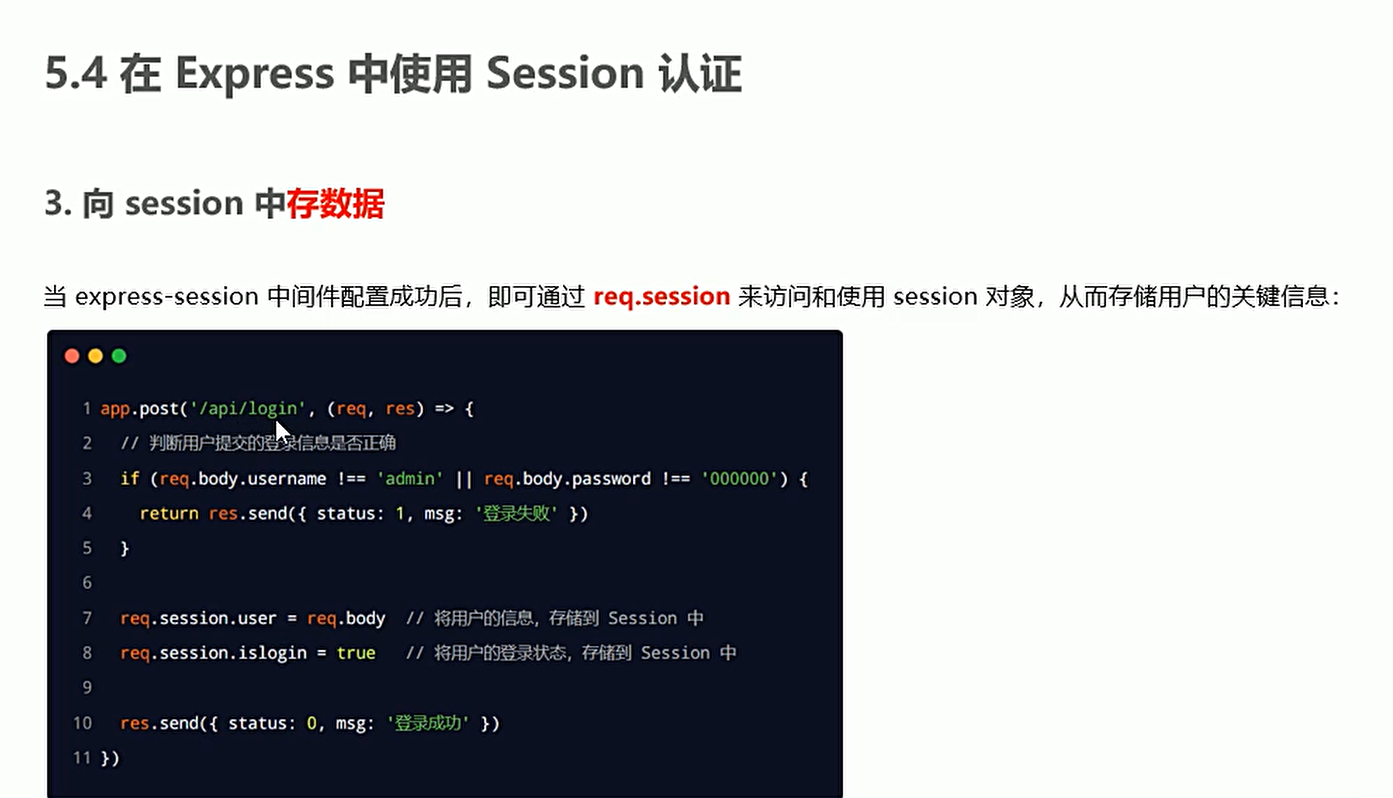 5.4 在 Express 中使用 Session 认证
3. 向 session 中存数据
当 express-session 中间件配置成功后，即可通过 req.session 来访问和使用 session 对象，从而存储用户的关键信息：
1 app.post('/api/login', (req, res) => {
2 // 判断用户提交的登录信息是否正确
3 if (req.body.username !== 'admin' || req.body.password !== '000000') {
4 return res.send({ status: 1, msg: '登录失败' })
5 }
6
7 req.session.user = req.body // 将用户的信息，存储到 Session 中
8 req.session.islogin = true // 将用户的登录状态，存储到 Session 中
9
10 res.send({ status: 0, msg: '登录成功' })
11 })